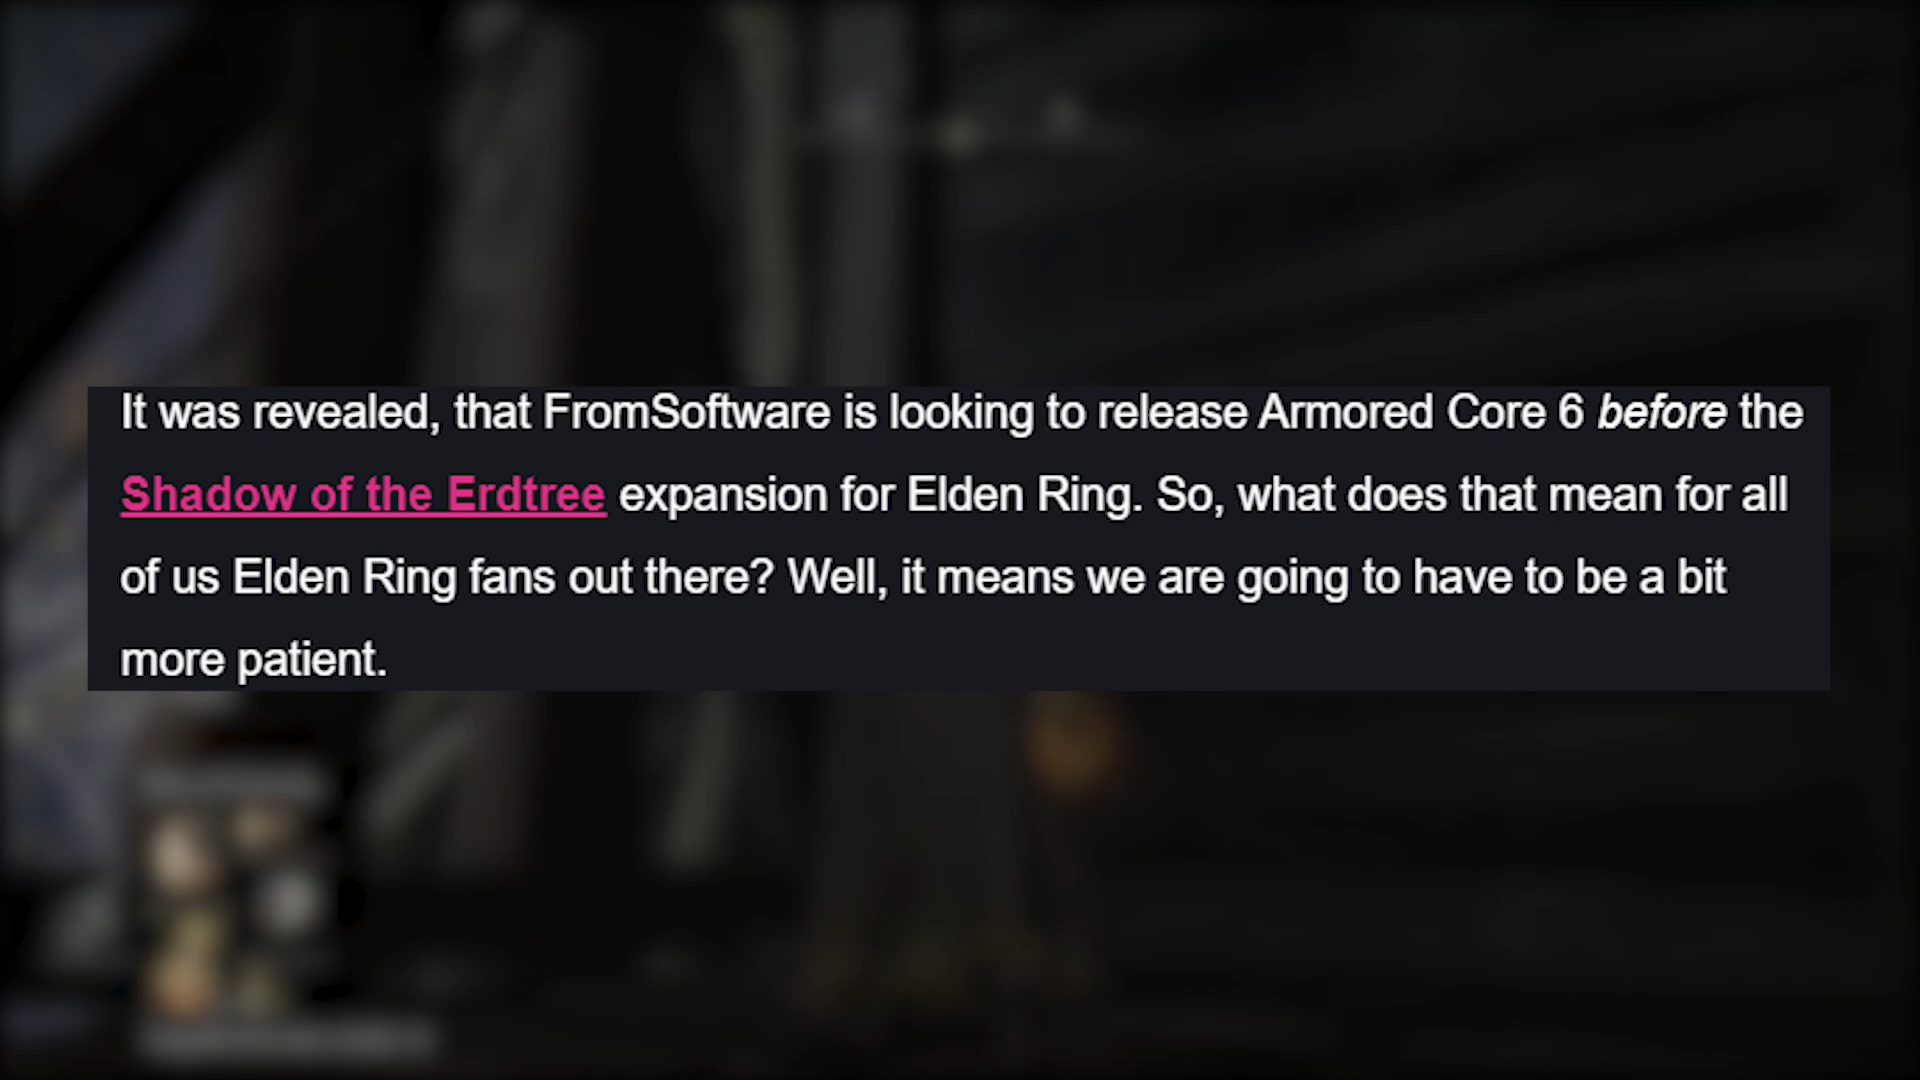 It was revealed, that FromSoftware is looking to release Armored Core 6 before the
Shadow of the Erdtree expansion for Elden Ring. So, what does that mean for all
of us Elden Ring fans out there? Well, it means we are going to have to be a bit
more patient.